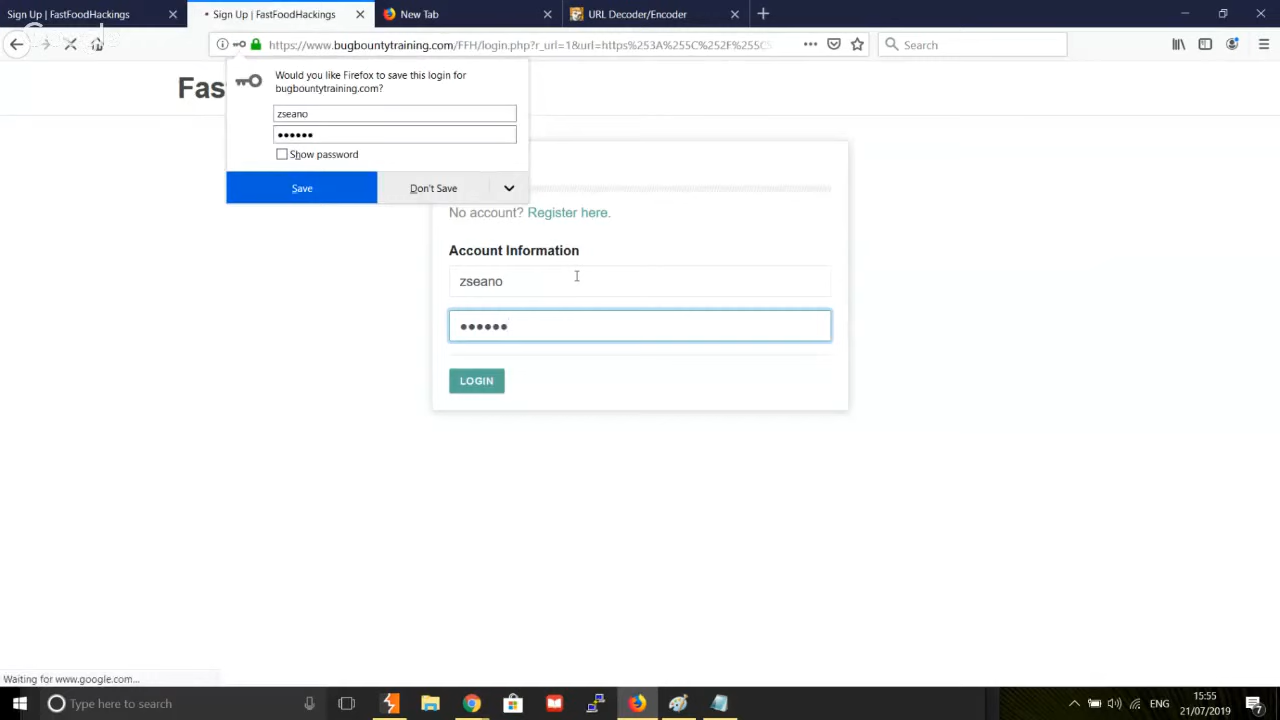 Sign Up | FastFoodHackings
Sign Up | FastFoodHackings
New Tab
URL Decoder/Encoder
https://www.bugbountytraining.com/FFH/login.php?r_url=1&url=https%253A%255C%252F%255C%
Search
Would you like Firefox to save this login for
bugbountytraining.com?
zseano
Show password
Save
Don't Save
Fas
No account? Register here.
Account Information
zseano
LOGIN
Waiting for www.google.com...
Type here to search
ENG
15:55
21/07/2019
7